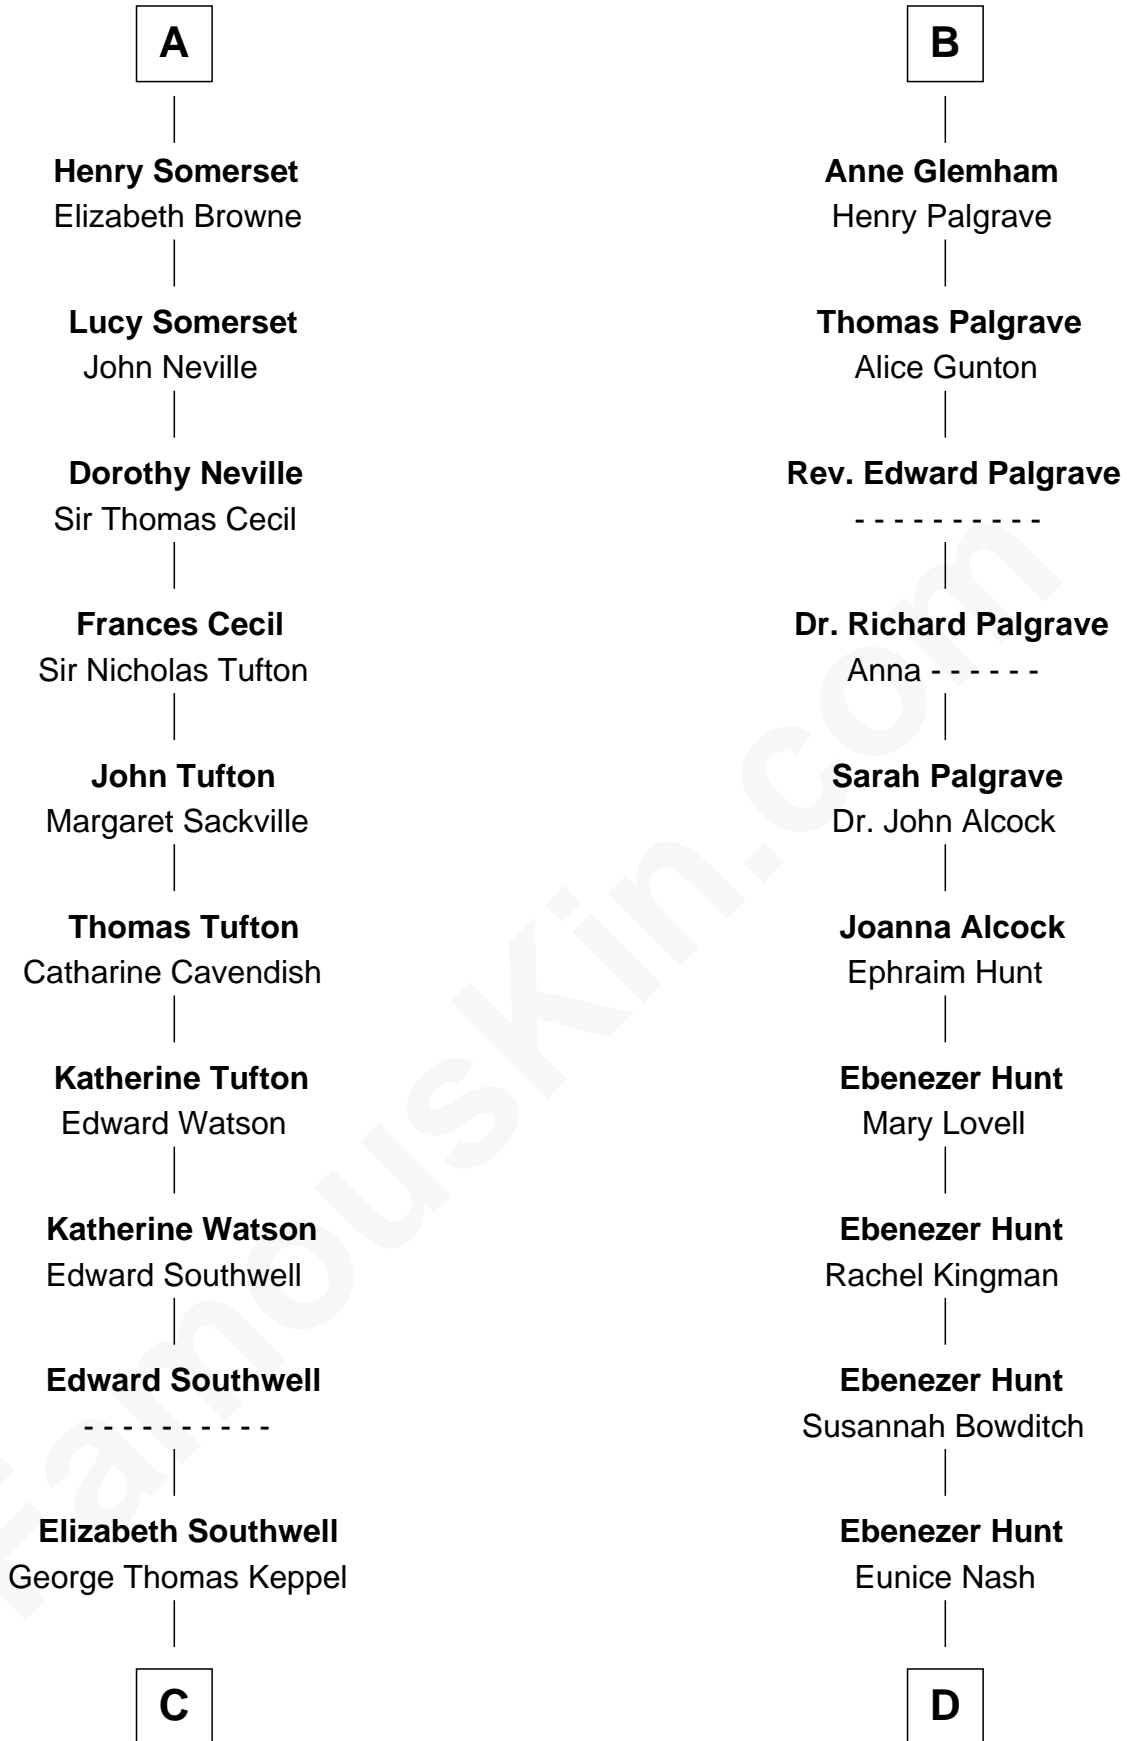 A
Henry Somerset
Elizabeth Browne
Lucy Somerset
John Neville
Dorothy Neville
Sir Thomas Cecil
Frances Cecil
Sir Nicholas Tufton
John Tufton
Margaret Sackville
Thomas Tufton
Catharine Cavendish
Katherine Tufton
Edward Watson
Katherine Watson
Edward Southwell
Edward Southwell
- - - - - - - - - -
Elizabeth Southwell
George Thomas Keppel
C
B
Anne Glemham
Henry Palgrave
Thomas Palgrave
Alice Gunton
Rev. Edward Palgrave
- - - - - - - - - -
Dr. Richard Palgrave
Anna - - - - - -
Sarah Palgrave
Dr. John Alcock
Joanna Alcock
Ephraim Hunt
Ebenezer Hunt
Mary Lovell
Ebenezer Hunt
Rachel Kingman
Ebenezer Hunt
Susannah Bowditch
Ebenezer Hunt
Eunice Nash
D
FamousKin.com